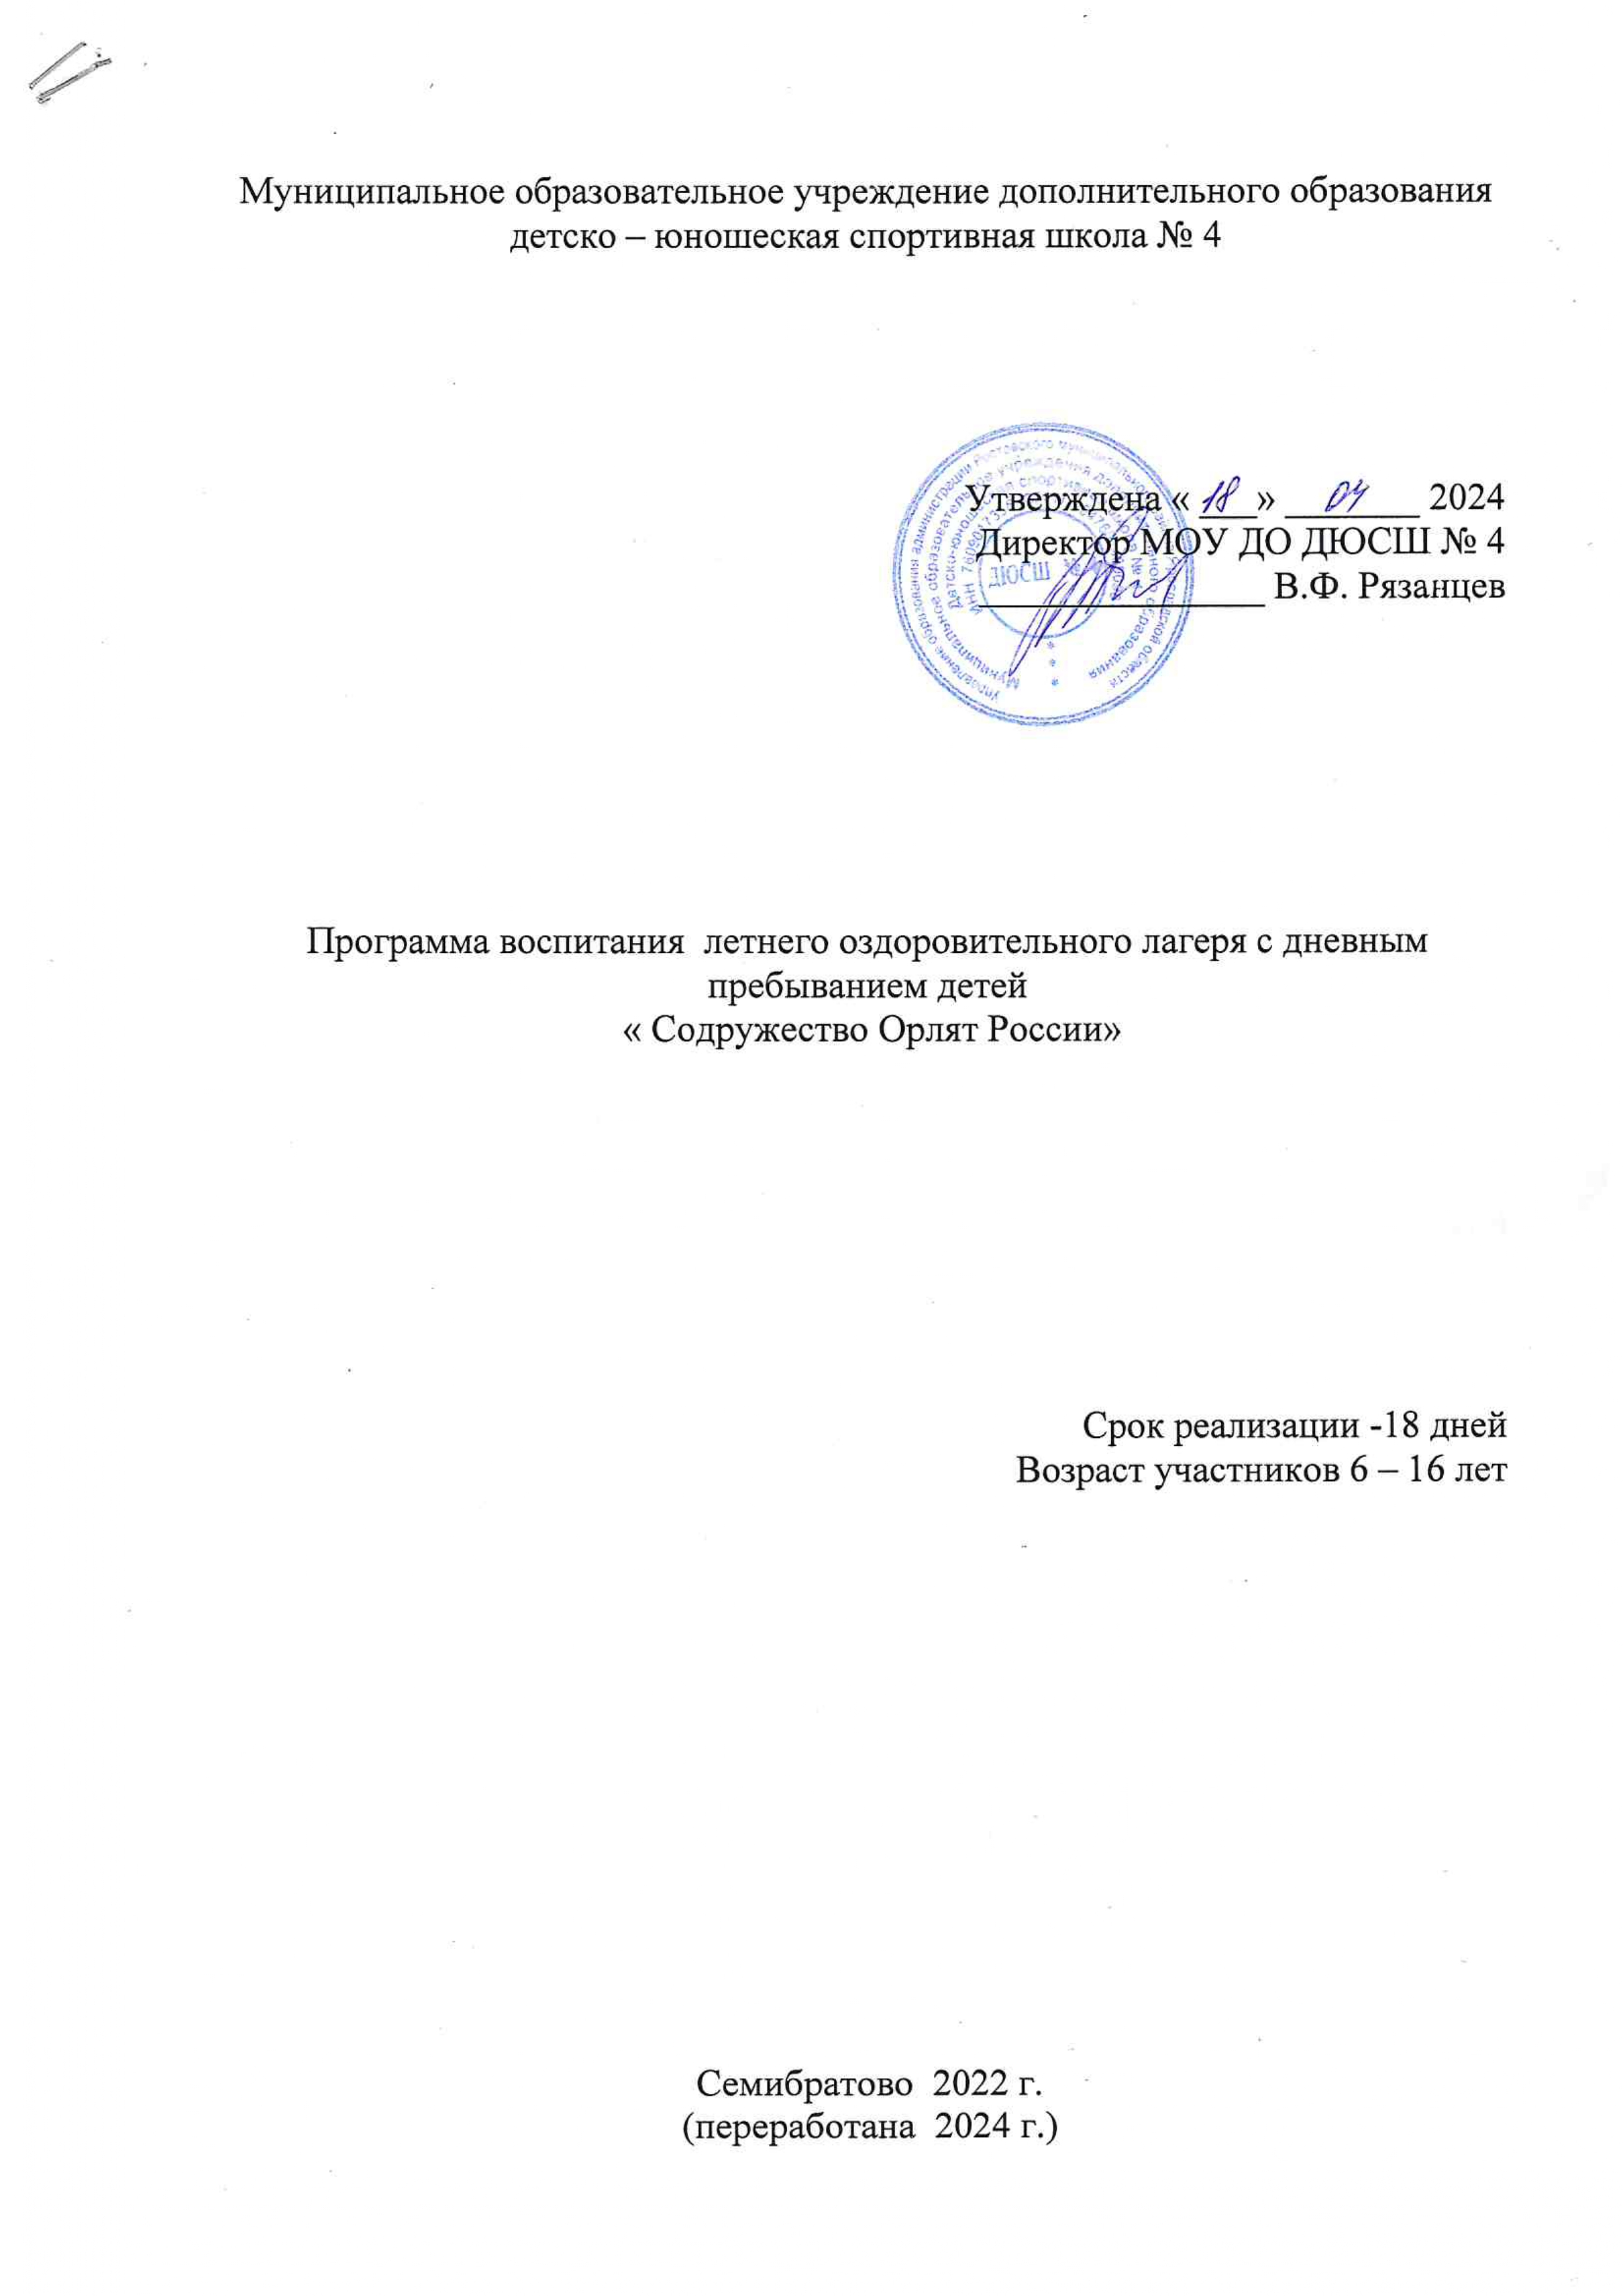 Муниципальное образовательное учреждение дополнительного образования
детско – юношеская спортивная школа № 4
Утверждена « 18 » 04 2024
Директор МОУ ДО ДЮСШ № 4
В.Ф. Рязанцев
ДЮСШ
Программа воспитания летнего оздоровительного лагеря с дневным
пребыванием детей
« Содружество Орлят России»
Срок реализации -18 дней
Возраст участников 6 – 16 лет
Семибратово 2022 г.
(переработана 2024 г.)